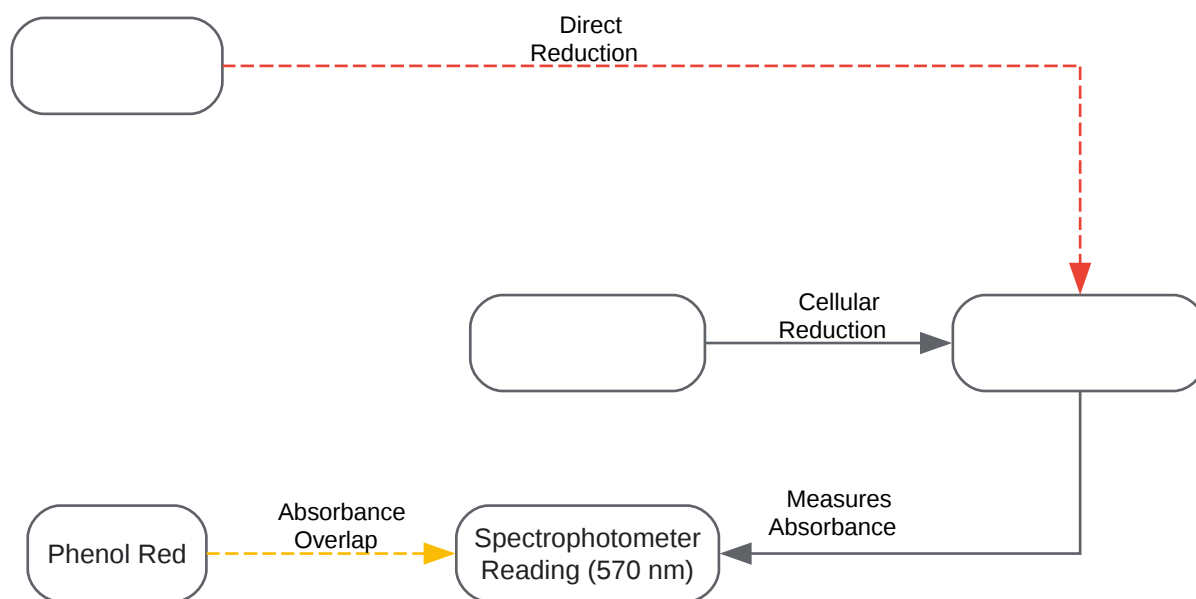 Direct
Reduction
Cellular
Reduction
Measures
Absorbance
Absorbance
Overlap
Phenol Red
Spectrophotometer
Reading (570 nm)